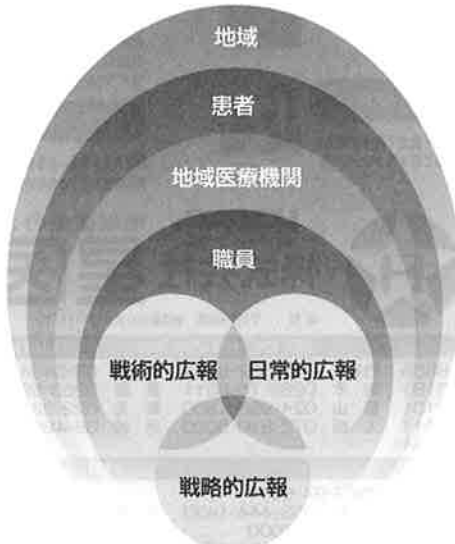 地域
患者
地域医療機関
職員
戦術的広報 日常的広報
戦略的広報